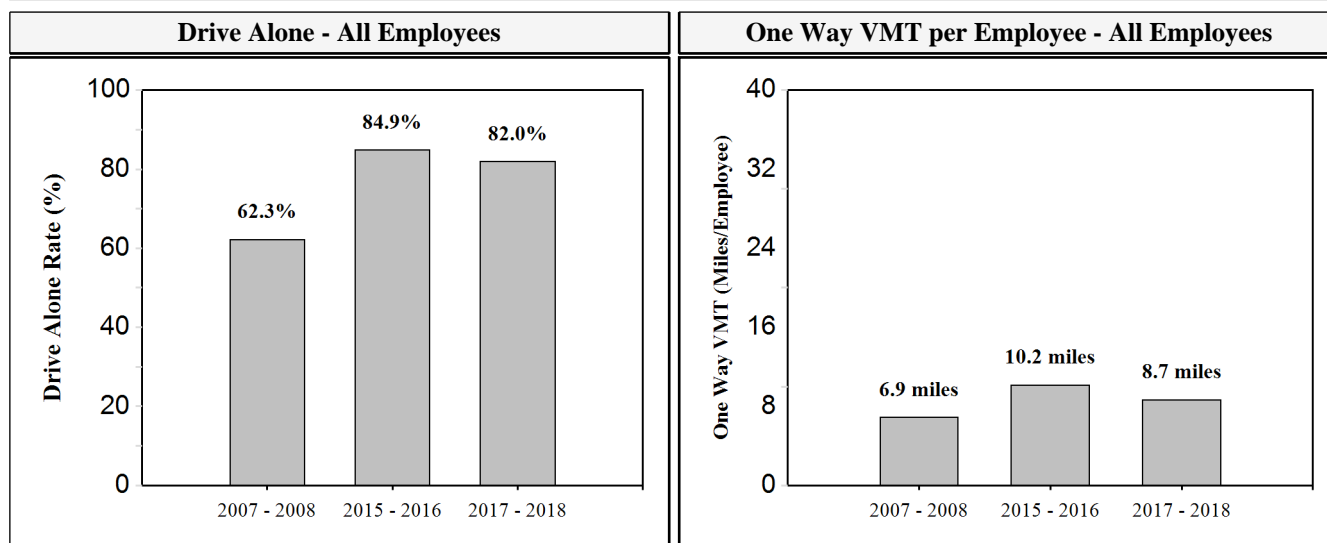 Drive Alone - All Employees
One Way VMT per Employee - All Employees
Drive Alone Rate (%)
100
80
60
40
20
0
62.3%
84.9%
82.0%
2007 - 2008
2015 - 2016
2017 - 2018
One Way VMT (Miles/Employee)
40
32
24
16
8
0
6.9 miles
10.2 miles
8.7 miles
2007 - 2008
2015 - 2016
2017 - 2018